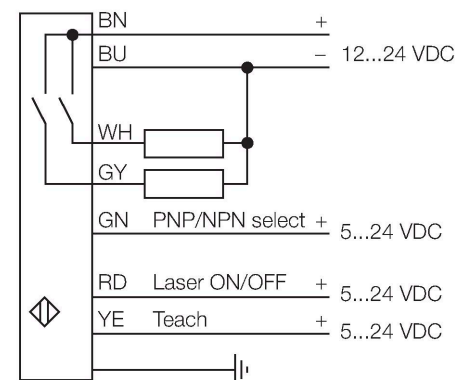 BN +
BU − 12...24 VDC
WH
GY
GN PNP/NPN select + 5...24 VDC
RD Laser ON/OFF + 5...24 VDC
YE Teach + 5...24 VDC